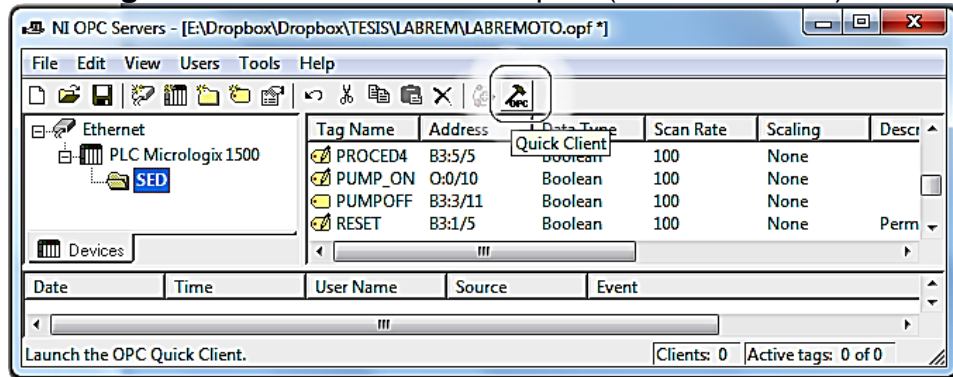 NI OPC Servers - [E:\Dropbox\Dropbox\TESIS\LABREM\LABREMOTO.opf *]
File Edit View Users Tools Help
OPC
Quick Client
Ethernet
PLC Micrologix 1500
SED
Devices
Tag Name Address Data Type Scan Rate Scaling Descr
PROCED4 B3:5/5 Boolean 100 None
PUMP_ON O:0/10 Boolean 100 None
PUMPOFF B3:3/11 Boolean 100 None
RESET B3:1/5 Boolean 100 None Perm
Date Time User Name Source Event
Launch the OPC Quick Client.
Clients: 0 Active tags: 0 of 0